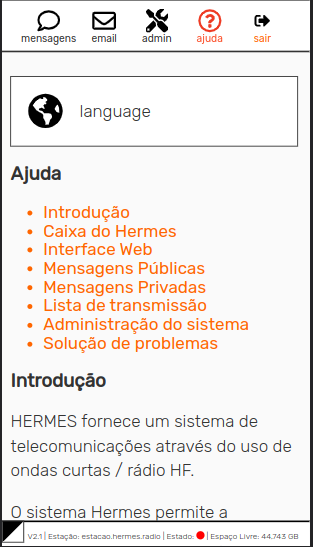 mensagens email admin ajuda sair
language
Ajuda
Introdução
Caixa do Hermes
Interface Web
Mensagens Públicas
Mensagens Privadas
Lista de transmissão
Administração do sistema
Solução de problemas
Introdução
HERMES fornece um sistema de
telecomunicações através do uso de
ondas curtas / rádio HF.
O sistema Hermes permite a
V2.1 | Estação: estacao.hermes.radio | Estado: | Espaço Livre: 44.743 GB